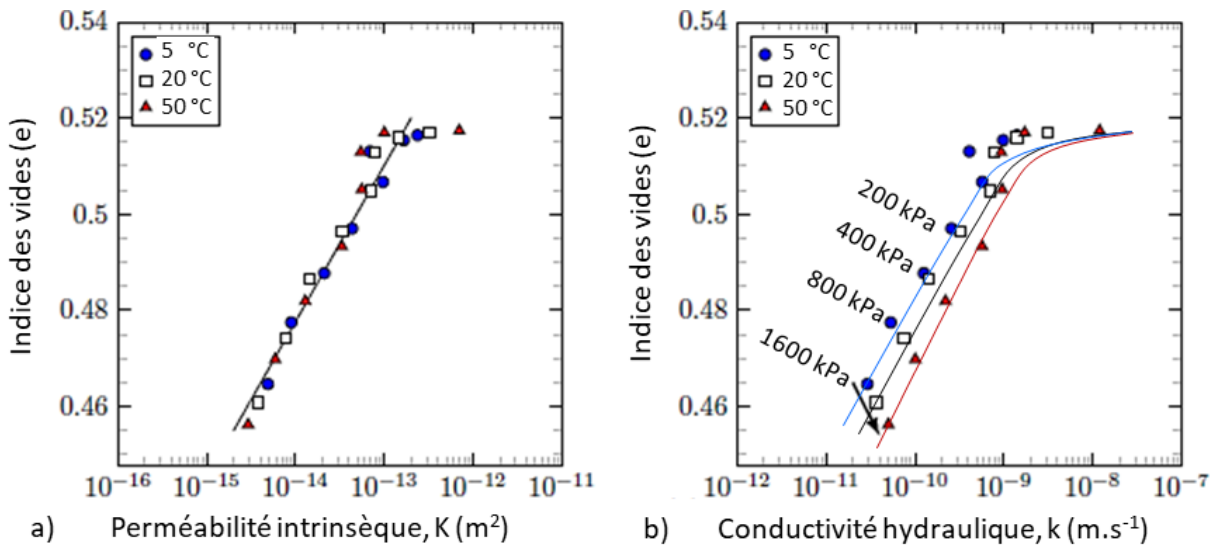 5 °C
20 °C
50 °C
Indice des vides (e)
0.54
0.52
0.5
0.48
0.46
10⁻¹⁶ 10⁻¹⁵ 10⁻¹⁴ 10⁻¹³ 10⁻¹² 10⁻¹¹
a) Perméabilité intrinsèque, K (m²)
5 °C
20 °C
50 °C
Indice des vides (e)
0.54
0.52
0.5
0.48
0.46
200 kPa
400 kPa
800 kPa
1600 kPa
10⁻¹² 10⁻¹¹ 10⁻¹⁰ 10⁻⁹ 10⁻⁸ 10⁻⁷
b) Conductivité hydraulique, k (m.s⁻¹)